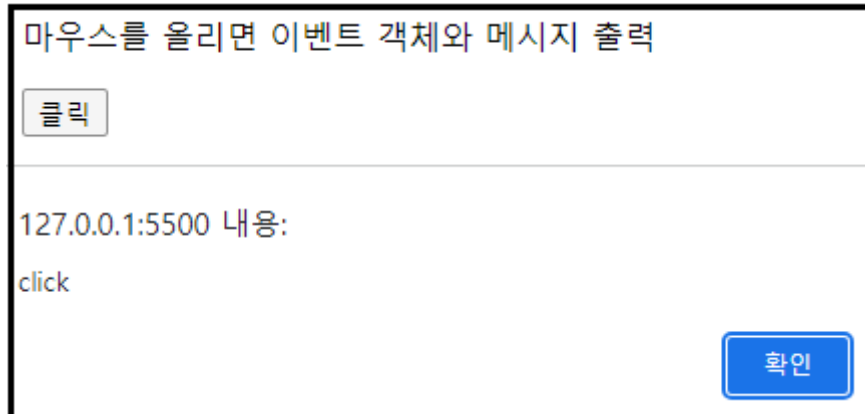 마우스를 올리면 이벤트 객체와 메시지 출력
클릭
127.0.0.1:5500 내용:
click
확인